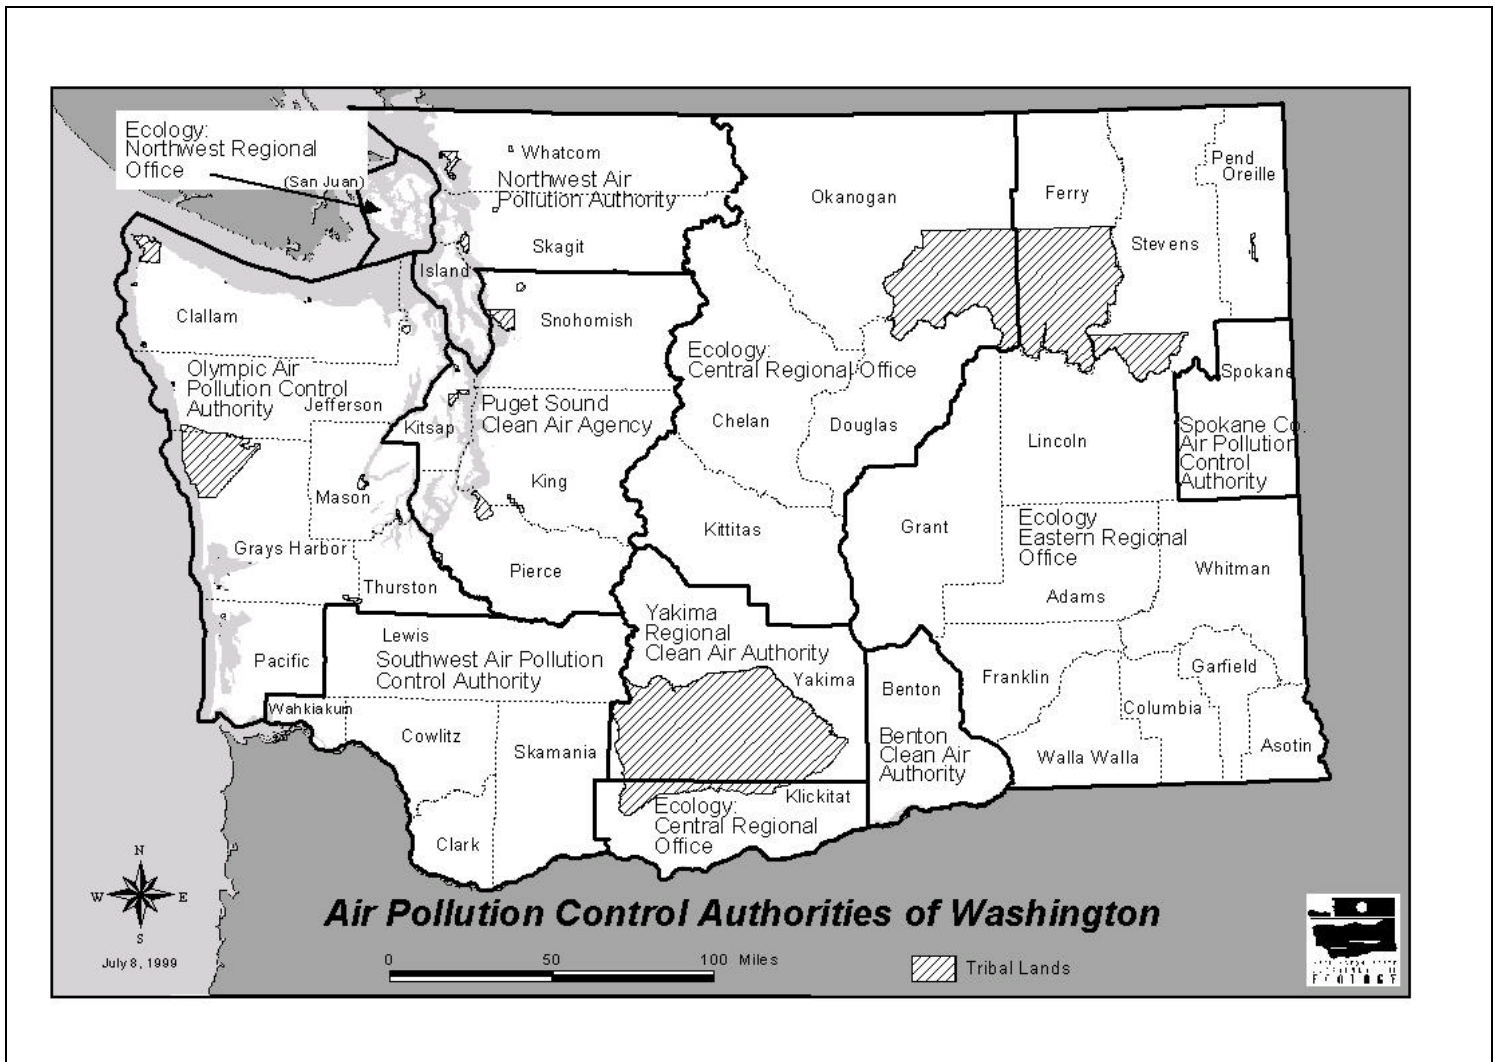 Ecology:
Northwest Regional
Office
(San Juan)
Whatcom
Northwest Air
Pollution Authority
Skagit
Island
Okanogan
Ferry
Pend
Oreille
Stevens
Clallam
Snohomish
Olympic Air
Pollution Control
Authority
Jefferson
Ecology:
Central Regional Office
Spokane
Puget Sound
Clean Air Agency
Kitsap
Chelan
Douglas
Lincoln
Spokane Co.
Air Pollution
Control
Authority
Mason
King
Kittitas
Grant
Ecology
Eastern Regional
Office
Grays Harbor
Thurston
Pierce
Whitman
Adams
Yakima
Regional
Clean Air Authority
Yakima
Lewis
Southwest Air Pollution
Control Authority
Pacific
Benton
Franklin
Garfield
Wahkiakum
Cowlitz
Skamania
Columbia
Benton
Clean Air
Authority
Walla Walla
Asotin
Klickitat
Ecology:
Central Regional
Office
Clark
N
W E
S
July 8, 1999
Air Pollution Control Authorities of Washington
0 50 100 Miles
Tribal Lands
ECOLOGY